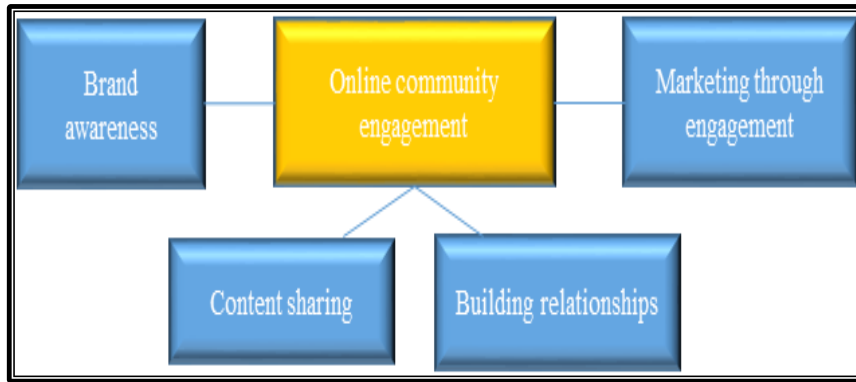 Brand
awareness
Online community
engagement
Marketing through
engagement
Content sharing
Building relationships